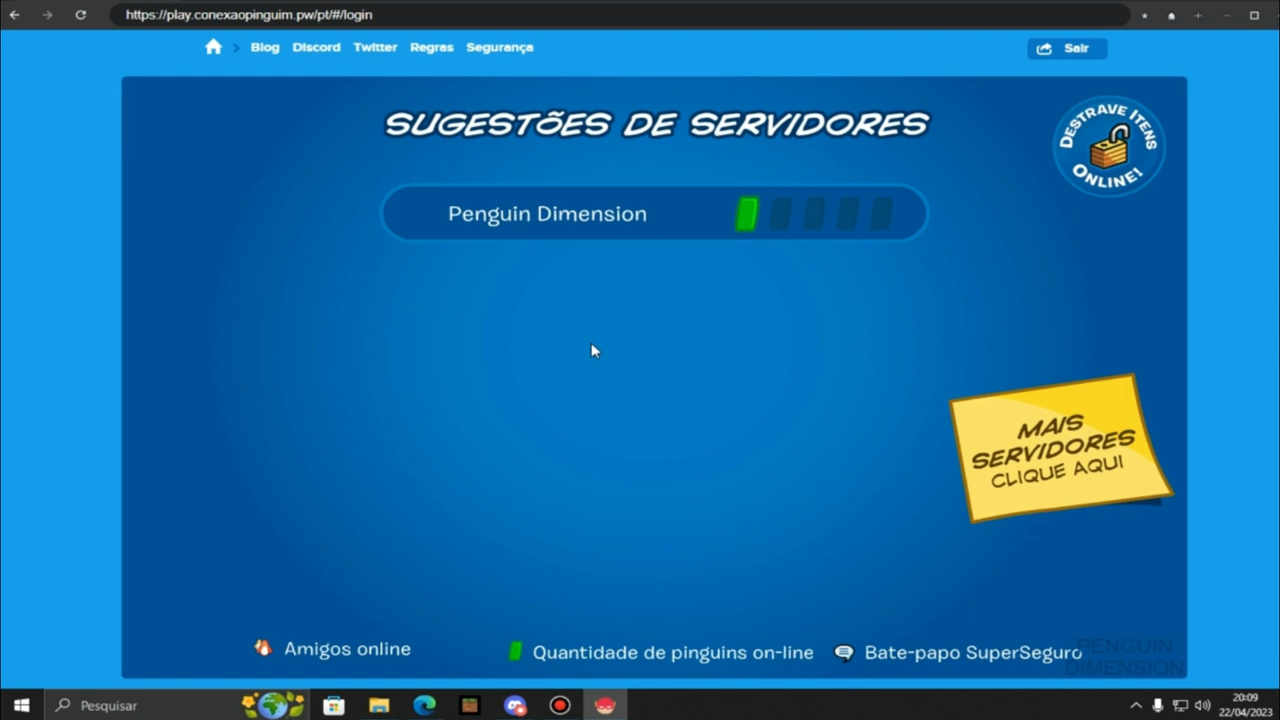 https://play.conexaopinguim.pw/pt/#/login
Blog Discord Twitter Regras Segurança
Sair
SUGESTÕES DE SERVIDORES
DESTRAVE ITENS
ONLINE!
Penguin Dimension
MAIS
SERVIDORES
CLIQUE AQUI
Amigos online
Quantidade de pinguins on-line
Bate-papo SuperSeguro
PENGUIN
DIMENSION
Pesquisar
20:09
22/04/2023